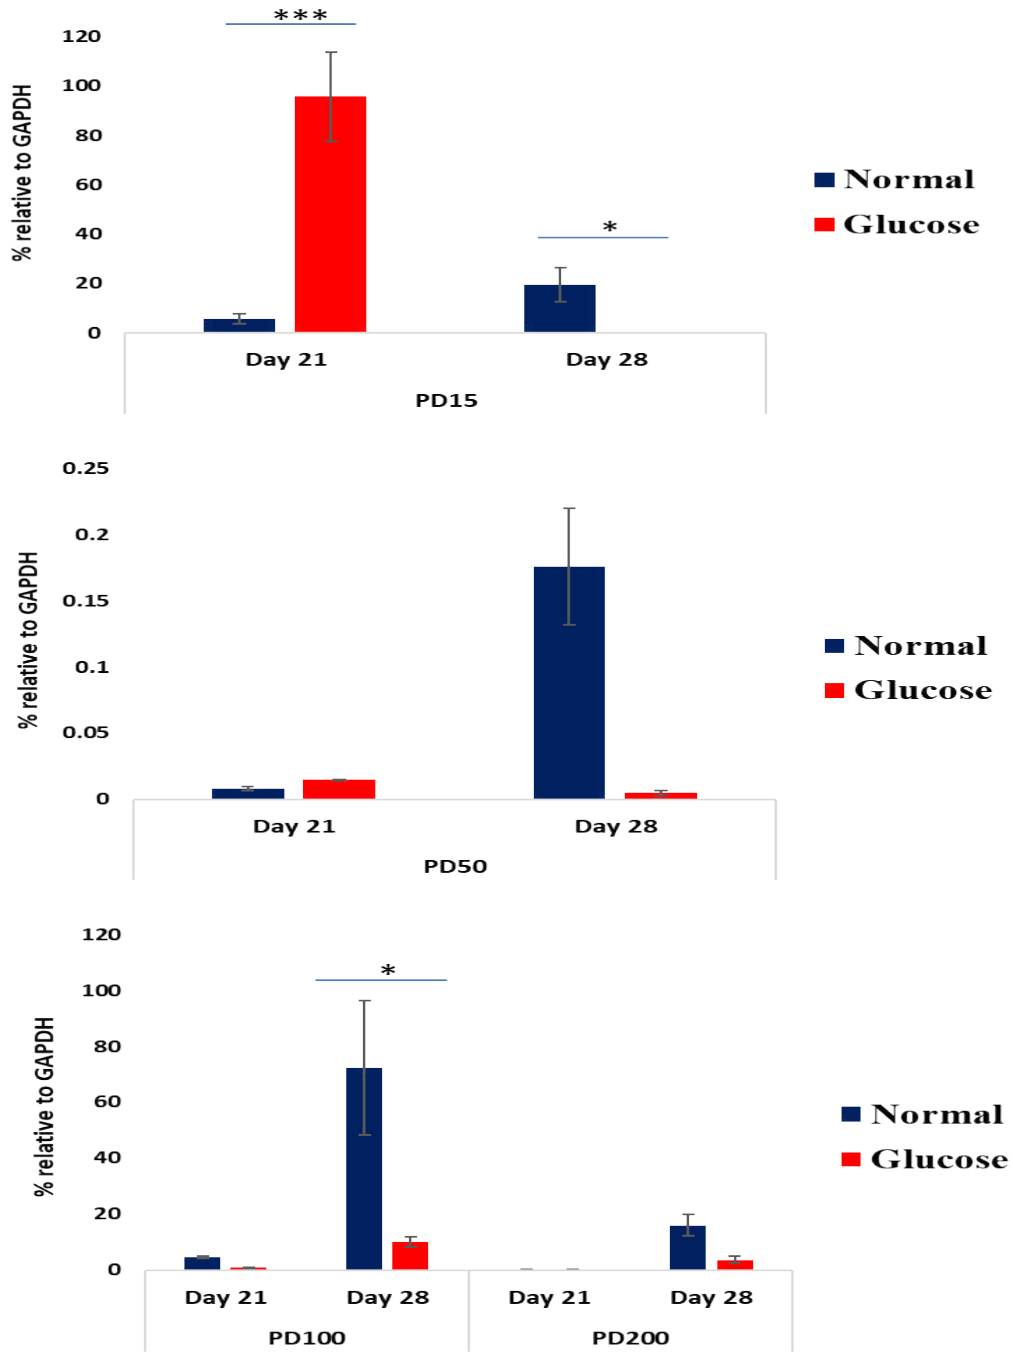 ***
120
100
80
60
40
20
0
% relative to GAPDH
*
Normal
Glucose
Day 21
Day 28
PD15
0.25
0.2
0.15
0.1
0.05
0
% relative to GAPDH
Normal
Glucose
Day 21
Day 28
PD50
120
100
80
60
40
20
0
% relative to GAPDH
*
Normal
Glucose
Day 21
Day 28
Day 21
Day 28
PD100
PD200